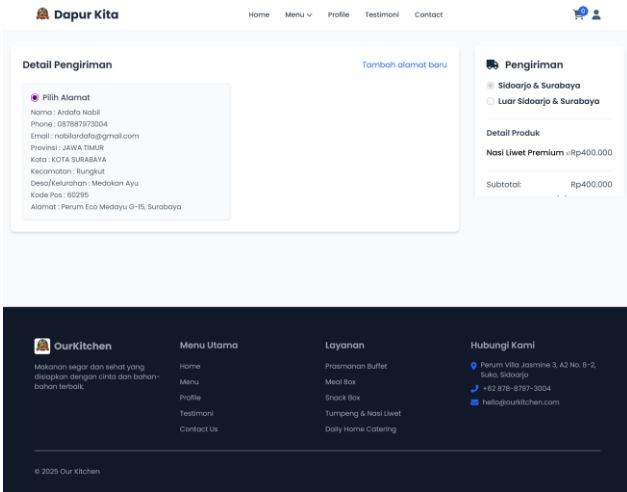 Dapur Kita
Home Menu Profile Testimoni Contact
0
Detail Pengiriman
Tambah alamat baru
Pilih Alamat
Nama : Ardafa Nabil
Phone : 087887973004
Email : nabilardafa@gmail.com
Provinsi : JAWA TIMUR
Kota : KOTA SURABAYA
Kecamatan : Rungkut
Desa/Kelurahan : Medokan Ayu
Kode Pos : 60295
Alamat : Perum Eco Medayu G-15, Surabaya
Pengiriman
Sidoarjo & Surabaya
Luar Sidoarjo & Surabaya
Detail Produk
Nasi Liwet Premium Rp400.000
Subtotal: Rp400.000
OurKitchen
Makanan segar dan sehat yang
disiapkan dengan cinta dan bahan-
bahan terbaik.
Menu Utama
Home
Menu
Profile
Testimoni
Contact Us
Layanan
Prasmanan Buffet
Meal Box
Snack Box
Tumpeng & Nasi Liwet
Daily Home Catering
Hubungi Kami
Perum Villa Jasmine 3, A2 No. B-2,
Suko, Sidoarjo
+62 878-8797-3004
hello@ourkitchen.com
© 2025 Our Kitchen